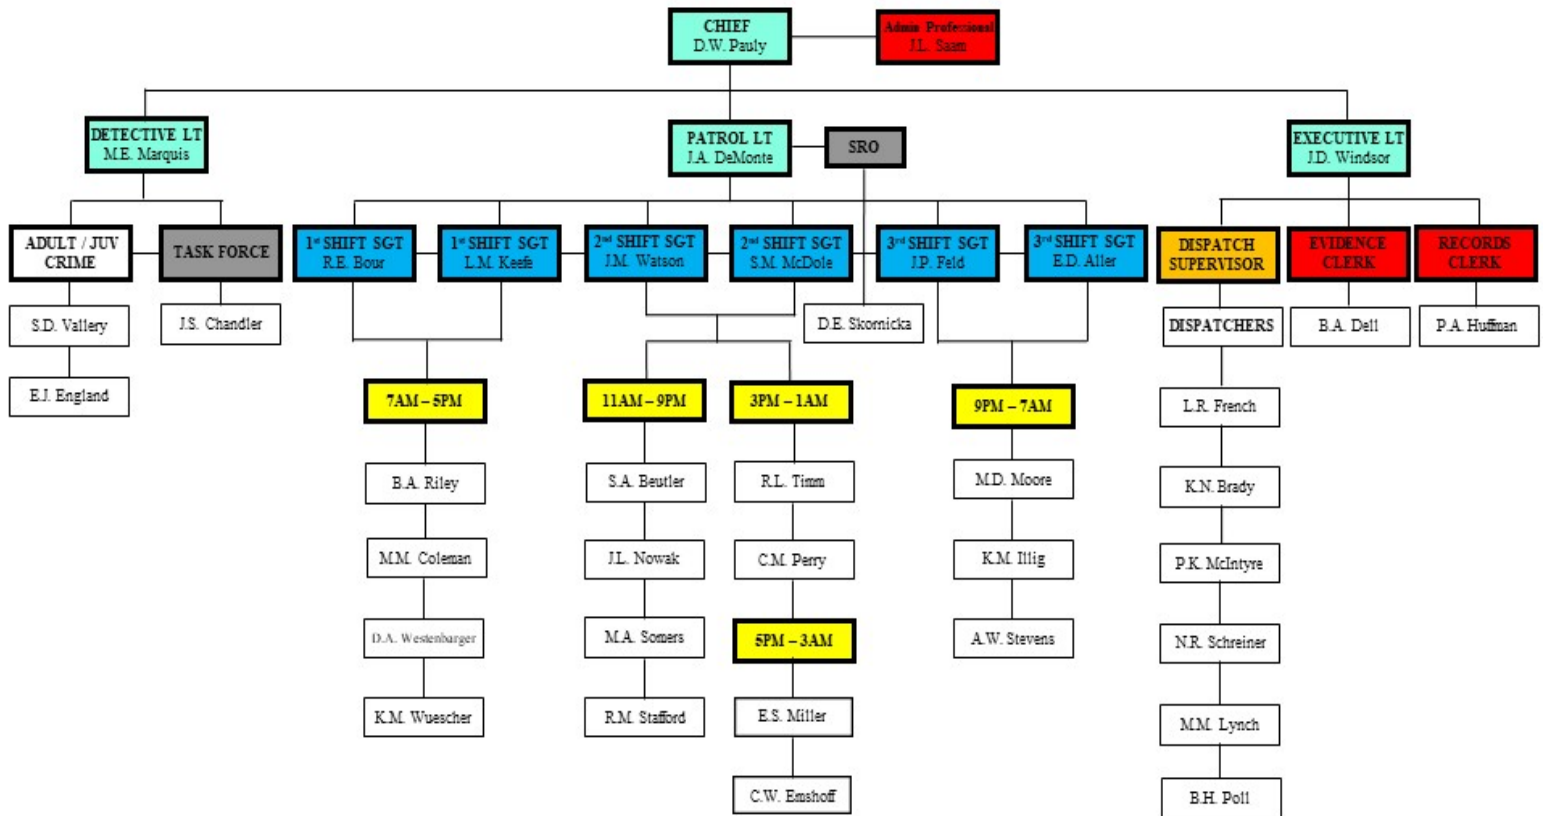 CHIEF
D.W. Pauly
Admin Professional
J.L. Saam
DETECTIVE LT
M.E. Marquis
PATROL LT
J.A. DeMonte
SRO
EXECUTIVE LT
J.D. Windsor
ADULT / JUV
CRIME
TASK FORCE
1st SHIFT SGT
R.E. Bour
1st SHIFT SGT
L.M. Keefe
2nd SHIFT SGT
J.M. Watson
2nd SHIFT SGT
S.M. McDole
3rd SHIFT SGT
J.P. Feld
3rd SHIFT SGT
E.D. Aller
DISPATCH
SUPERVISOR
EVIDENCE
CLERK
RECORDS
CLERK
S.D. Vallery
J.S. Chandler
D.E. Skornicka
DISPATCHERS
B.A. Dell
P.A. Huffman
E.J. England
7AM – 5PM
11AM – 9PM
3PM – 1AM
9PM – 7AM
L.R. French
B.A. Riley
S.A. Beutler
R.L. Timm
M.D. Moore
K.N. Brady
M.M. Coleman
J.L. Nowak
C.M. Perry
K.M. Illig
P.K. McIntyre
D.A. Westenbarger
M.A. Somers
5PM – 3AM
A.W. Stevens
N.R. Schreiner
K.M. Wuescher
R.M. Stafford
E.S. Miller
M.M. Lynch
C.W. Emshoff
B.H. Poll